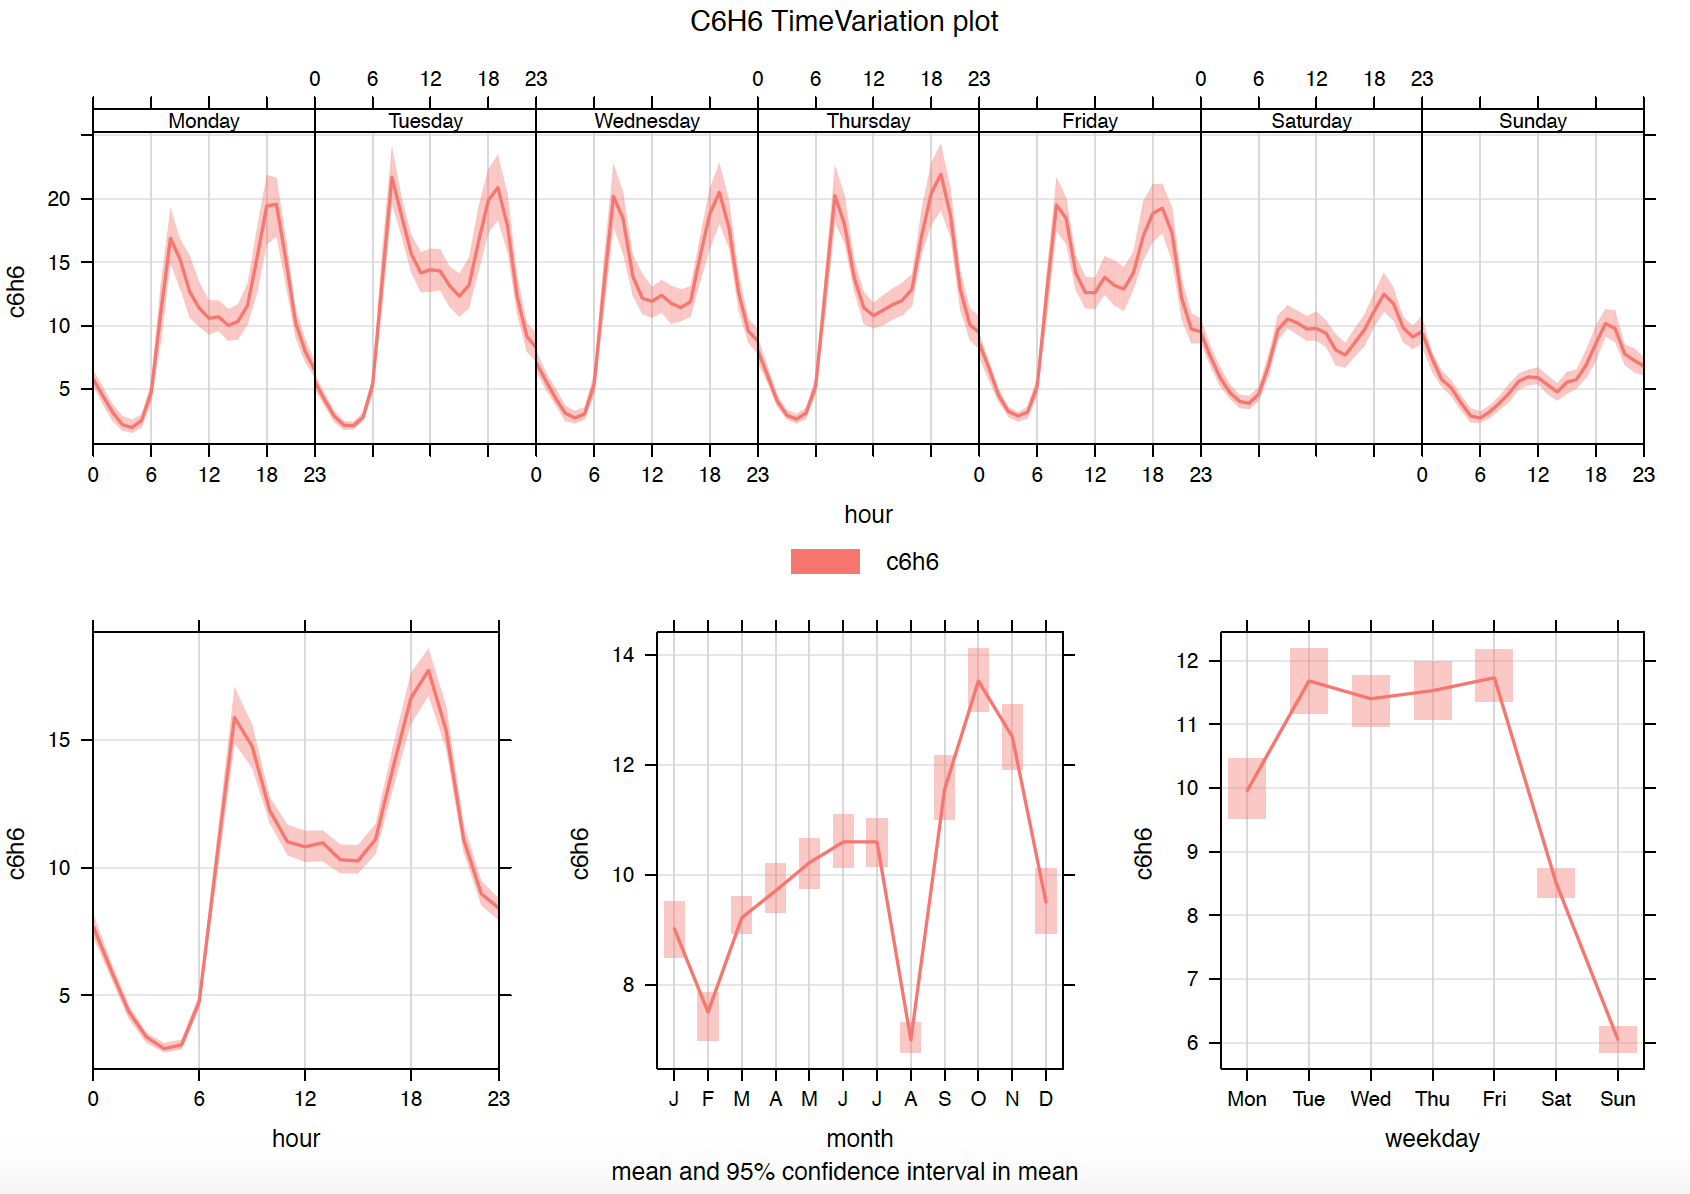 C6H6 TimeVariation plot
0 6 12 18 23 0 6 12 18 23 0 6 12 18 23
Monday Tuesday Wednesday Thursday Friday Saturday Sunday
20
15
10
5
c6h6
0 6 12 18 23 0 6 12 18 23 0 6 12 18 23 0 6 12 18 23
hour
c6h6
15
10
5
c6h6
0 6 12 18 23
hour
14
12
10
8
c6h6
J F M A M J J A S O N D
month
12
11
10
9
8
7
6
c6h6
Mon Tue Wed Thu Fri Sat Sun
weekday
mean and 95% confidence interval in mean